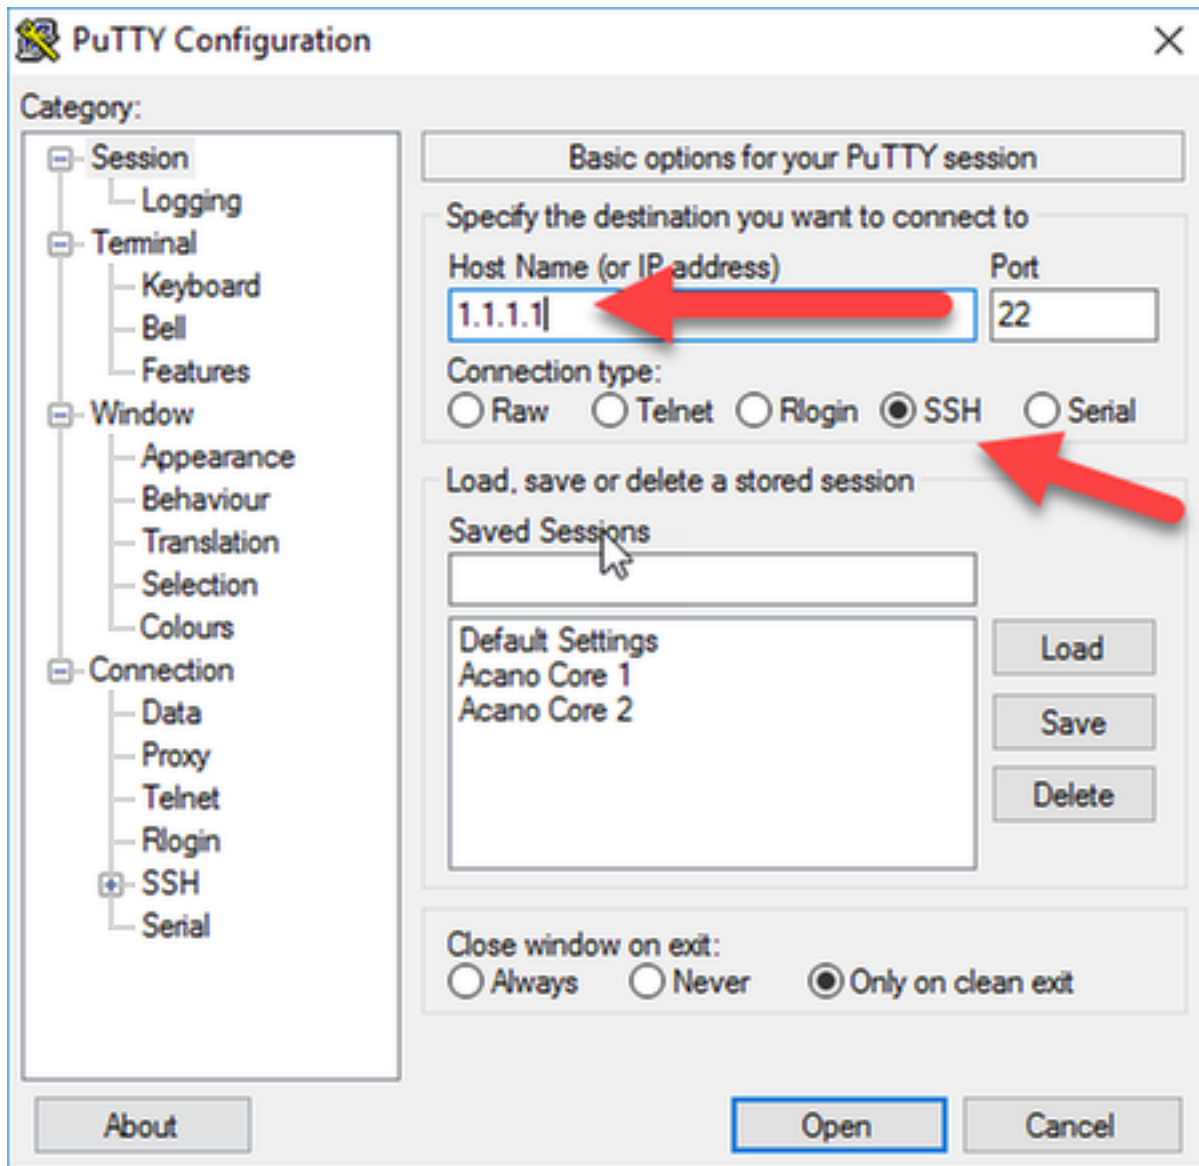 PuTTY Configuration
Category:
Session
Logging
Terminal
Keyboard
Bell
Features
Window
Appearance
Behaviour
Translation
Selection
Colours
Connection
Data
Proxy
Telnet
Rlogin
SSH
Serial
Basic options for your PuTTY session
Specify the destination you want to connect to
Host Name (or IP address) Port
1.1.1.1 22
Connection type:
Raw Telnet Rlogin SSH Serial
Load, save or delete a stored session
Saved Sessions
Default Settings
Acano Core 1
Acano Core 2
Load
Save
Delete
Close window on exit:
Always Never Only on clean exit
About Open Cancel